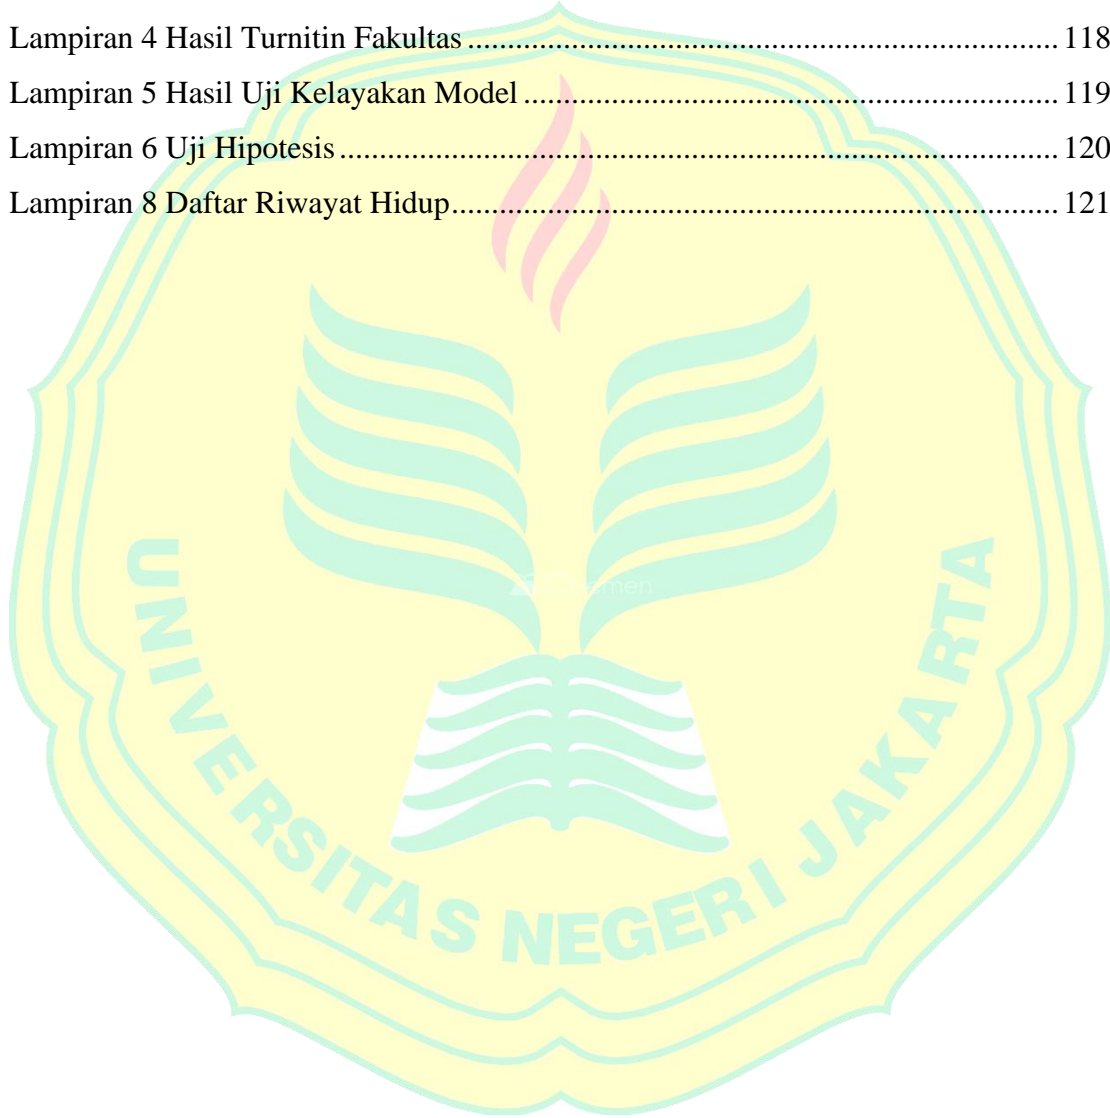 Lampiran 4 Hasil Turnitin Fakultas ........................................................................... 118
Lampiran 5 Hasil Uji Kelayakan Model .................................................................... 119
Lampiran 6 Uji Hipotesis ........................................................................................... 120
Lampiran 8 Daftar Riwayat Hidup............................................................................. 121
UNIVERSITAS NEGERI JAKARTA